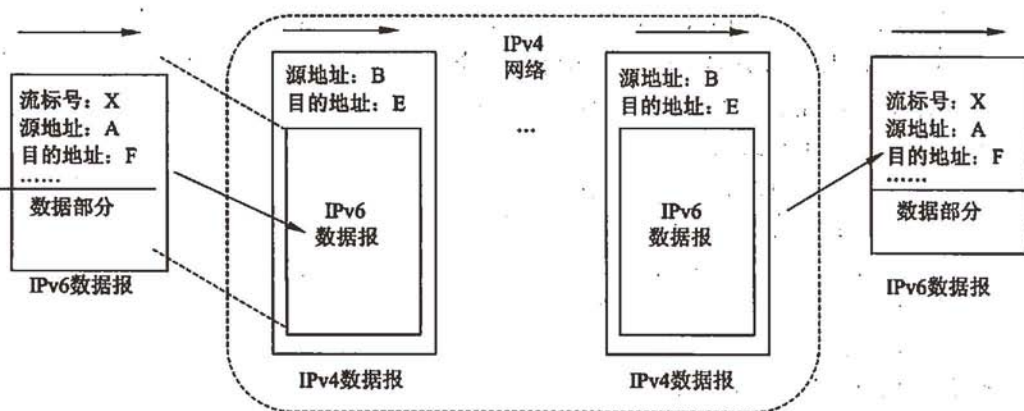 流标号：X
源地址：A
目的地址：F
……
数据部分
IPv6数据报
源地址：B
目的地址：E
IPv6
数据报
IPv4数据报
IPv4
网络
...
源地址：B
目的地址：E
IPv6
数据报
IPv4数据报
流标号：X
源地址：A
目的地址：F
……
数据部分
IPv6数据报